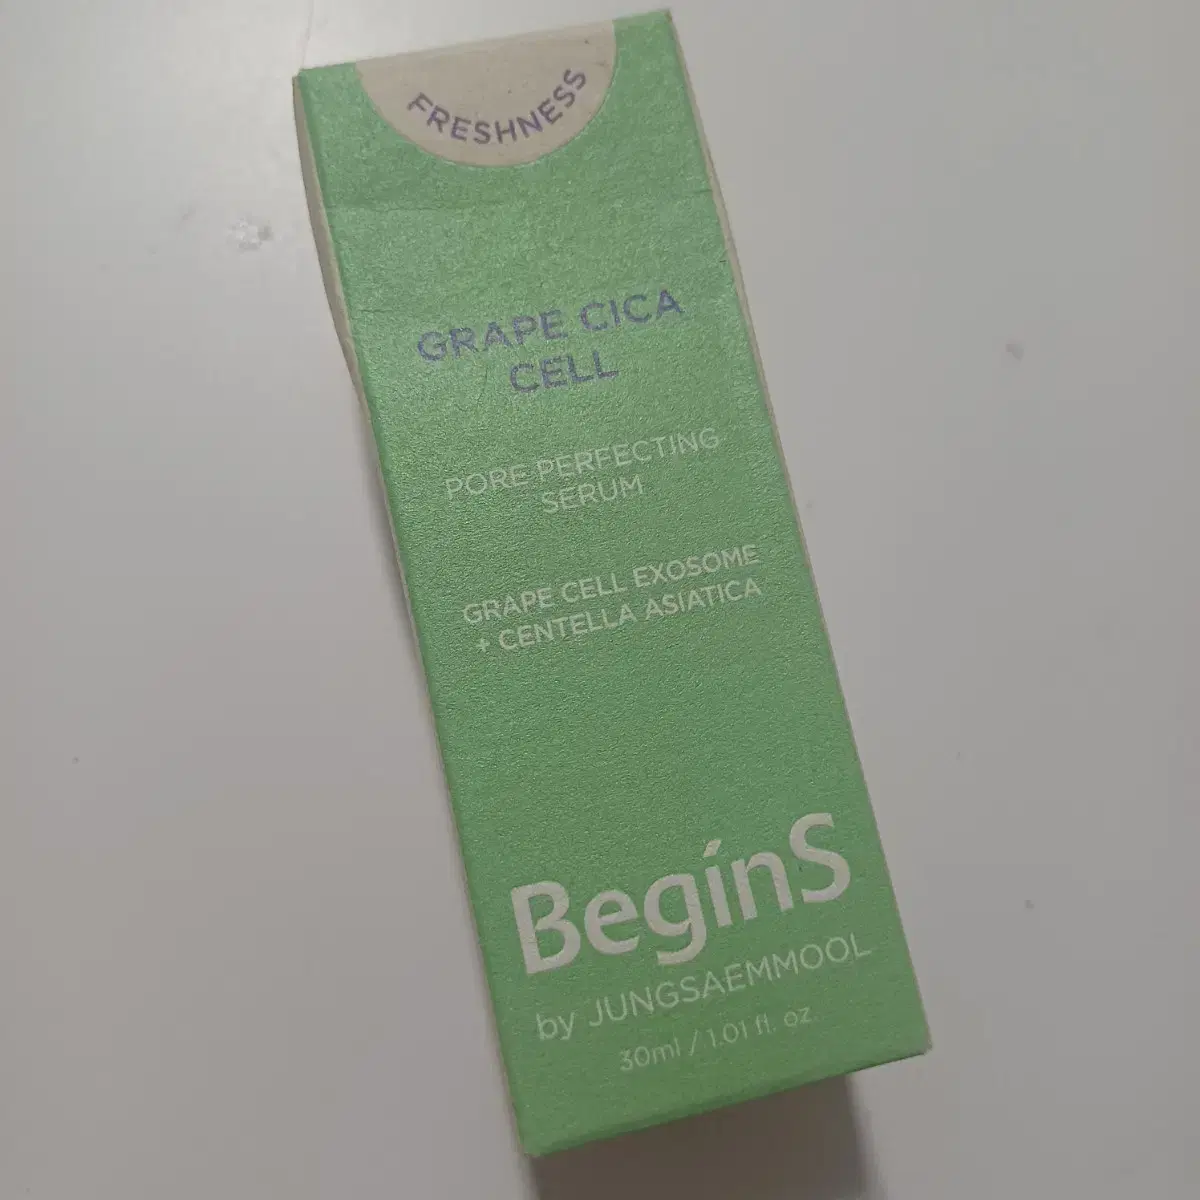 FRESHNESS
GRAPE CICA
CELL
PORE PERFECTING
SERUM
GRAPE CELL EXOSOME
+ CENTELLA ASIATICA
BegínS
by JUNGSAEMMOOL
30ml / 1.01 fl. oz.